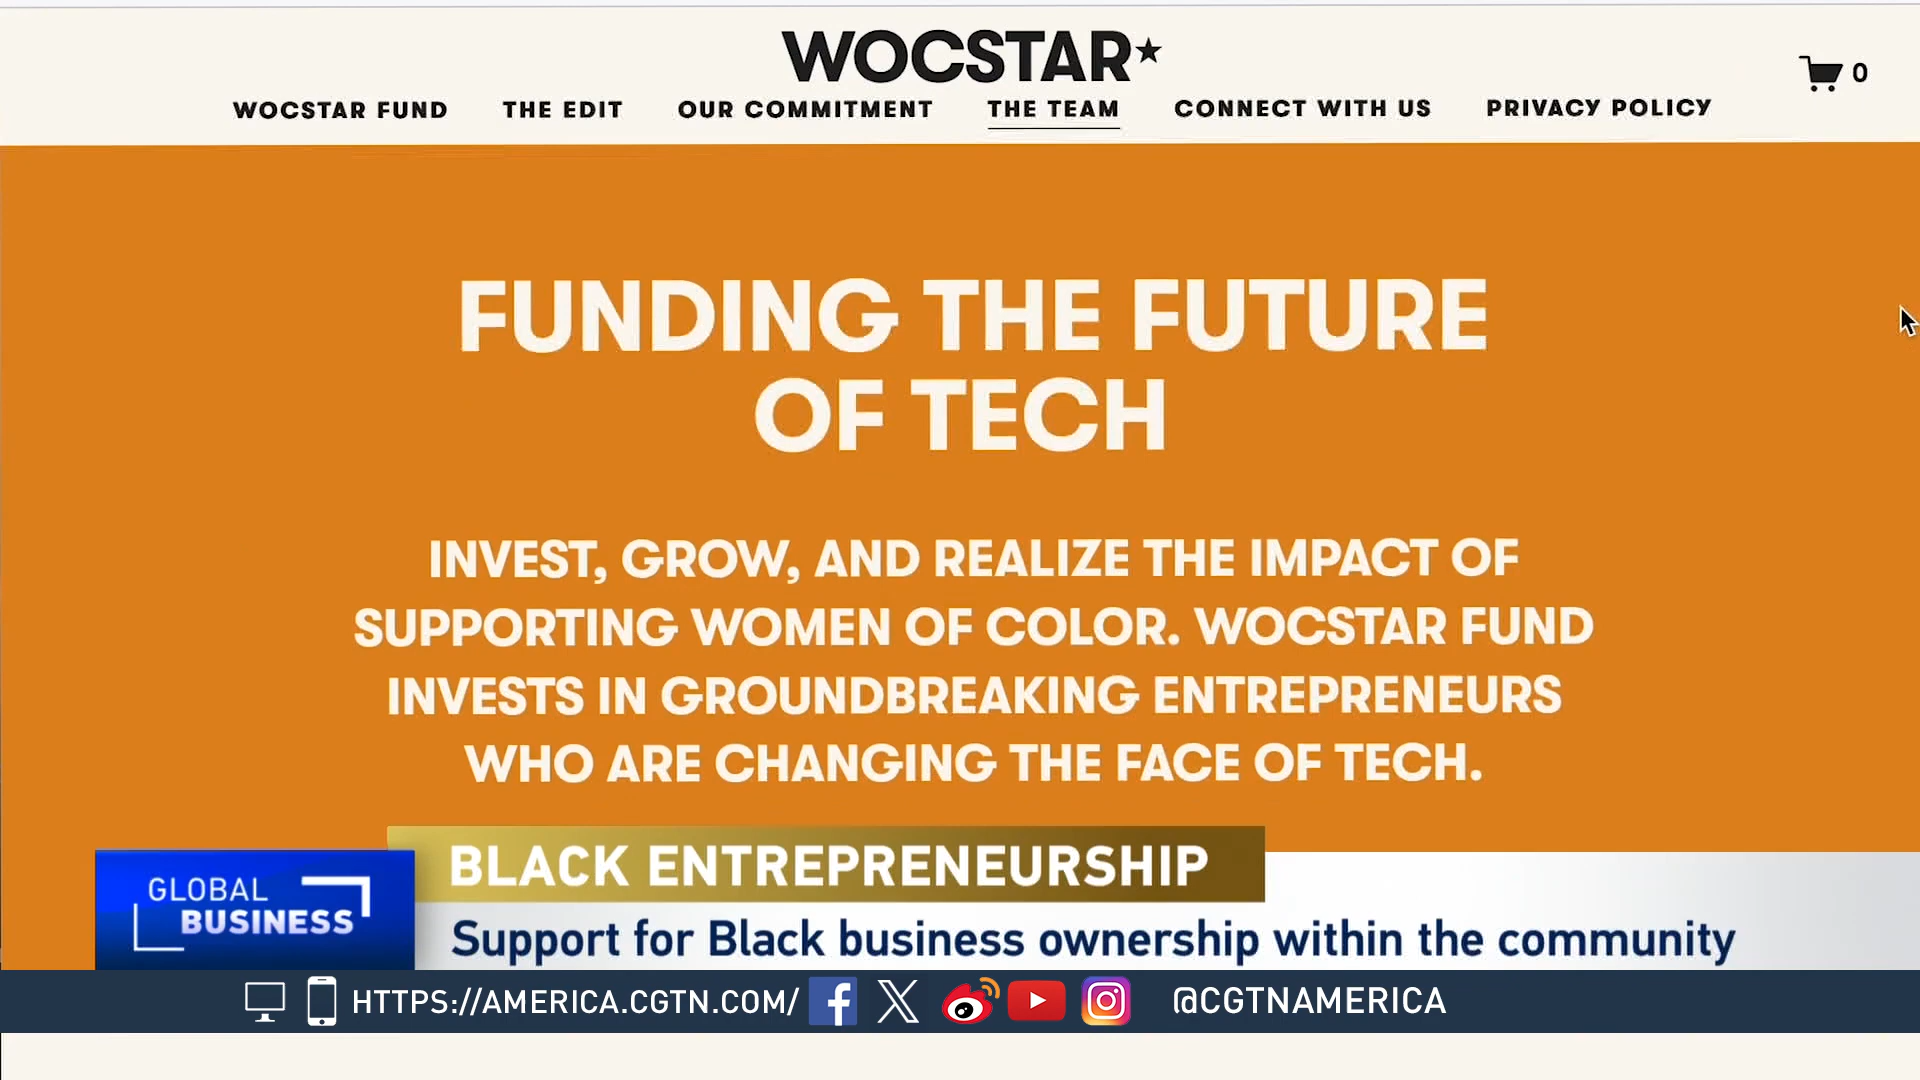 WOCSTAR★
0
WOCSTAR FUND THE EDIT OUR COMMITMENT THE TEAM CONNECT WITH US PRIVACY POLICY
FUNDING THE FUTURE
OF TECH
INVEST, GROW, AND REALIZE THE IMPACT OF
SUPPORTING WOMEN OF COLOR. WOCSTAR FUND
INVESTS IN GROUNDBREAKING ENTREPRENEURS
WHO ARE CHANGING THE FACE OF TECH.
BLACK ENTREPRENEURSHIP
GLOBAL
BUSINESS
Support for Black business ownership within the community
HTTPS://AMERICA.CGTN.COM/ @CGTNAMERICA